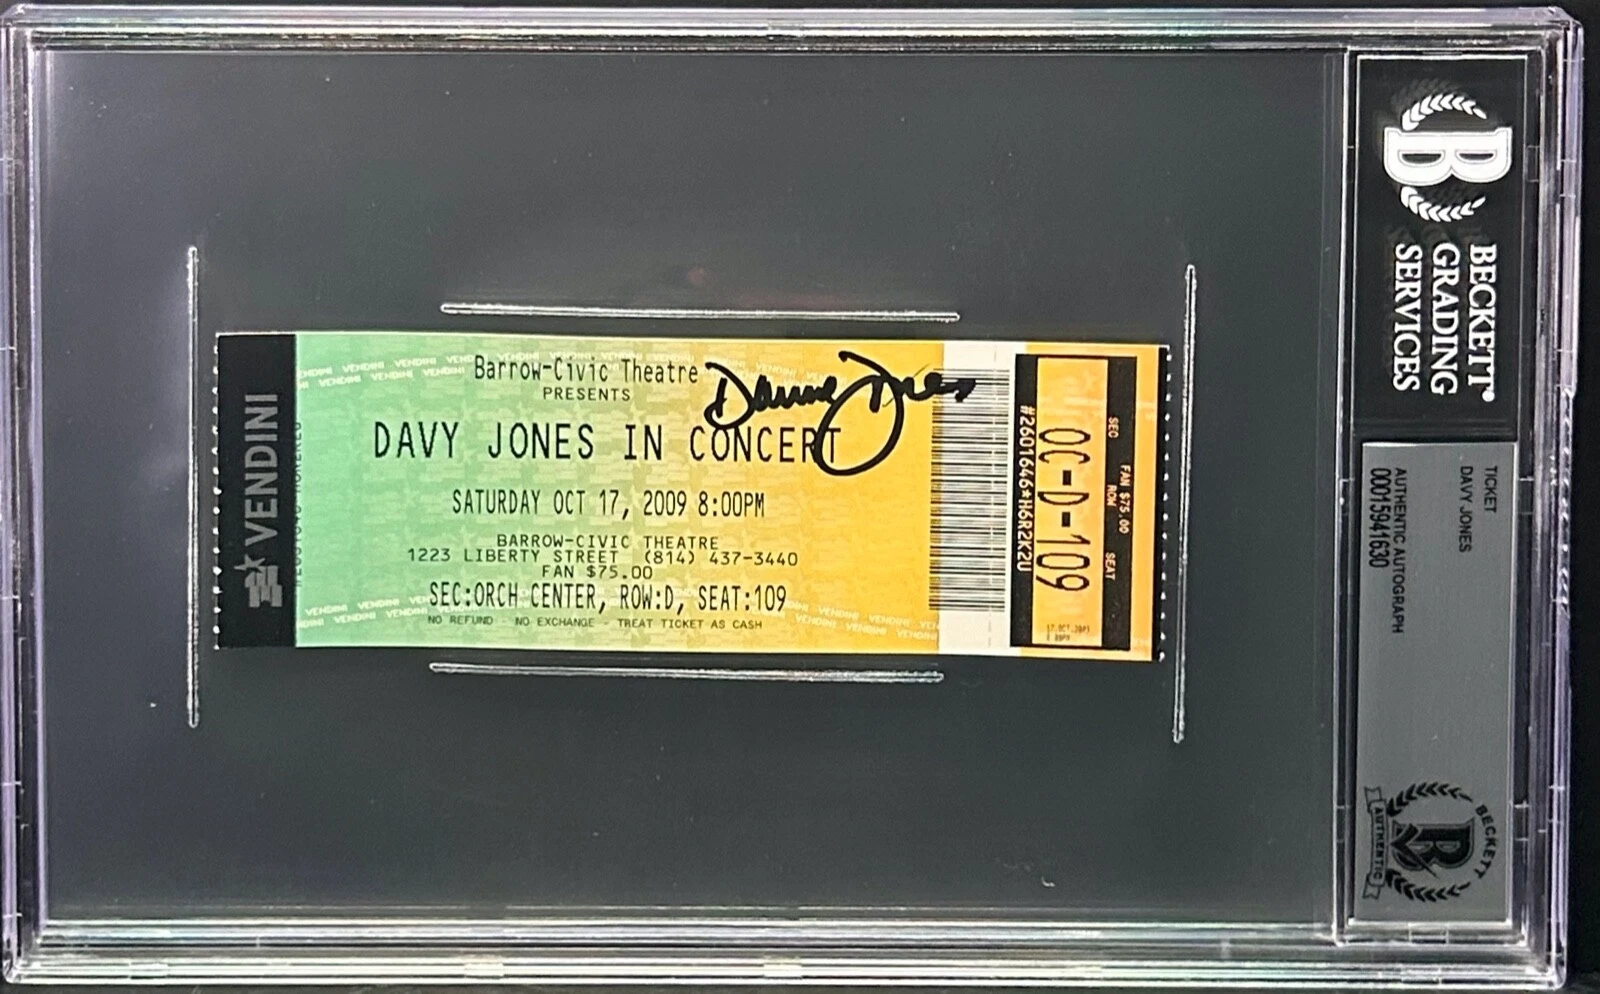 VENDINI
Barrow-Civic Theatre
PRESENTS
DAVY JONES IN CONCERT
SATURDAY OCT 17, 2009 8:00PM
BARROW-CIVIC THEATRE
1223 LIBERTY STREET (814) 437-3440
FAN $75.00
SEC:ORCH CENTER, ROW:D, SEAT:109
NO REFUND - NO EXCHANGE - TREAT TICKET AS CASH
#2601646*H6R2K2U
FAN $75.00
SEC ROW SEAT
OC-D-109
B
BECKETT
GRADING
SERVICES
TICKET
DAVY JONES
AUTHENTIC AUTOGRAPH
00015941630
BECKETT
B
AUTHENTIC